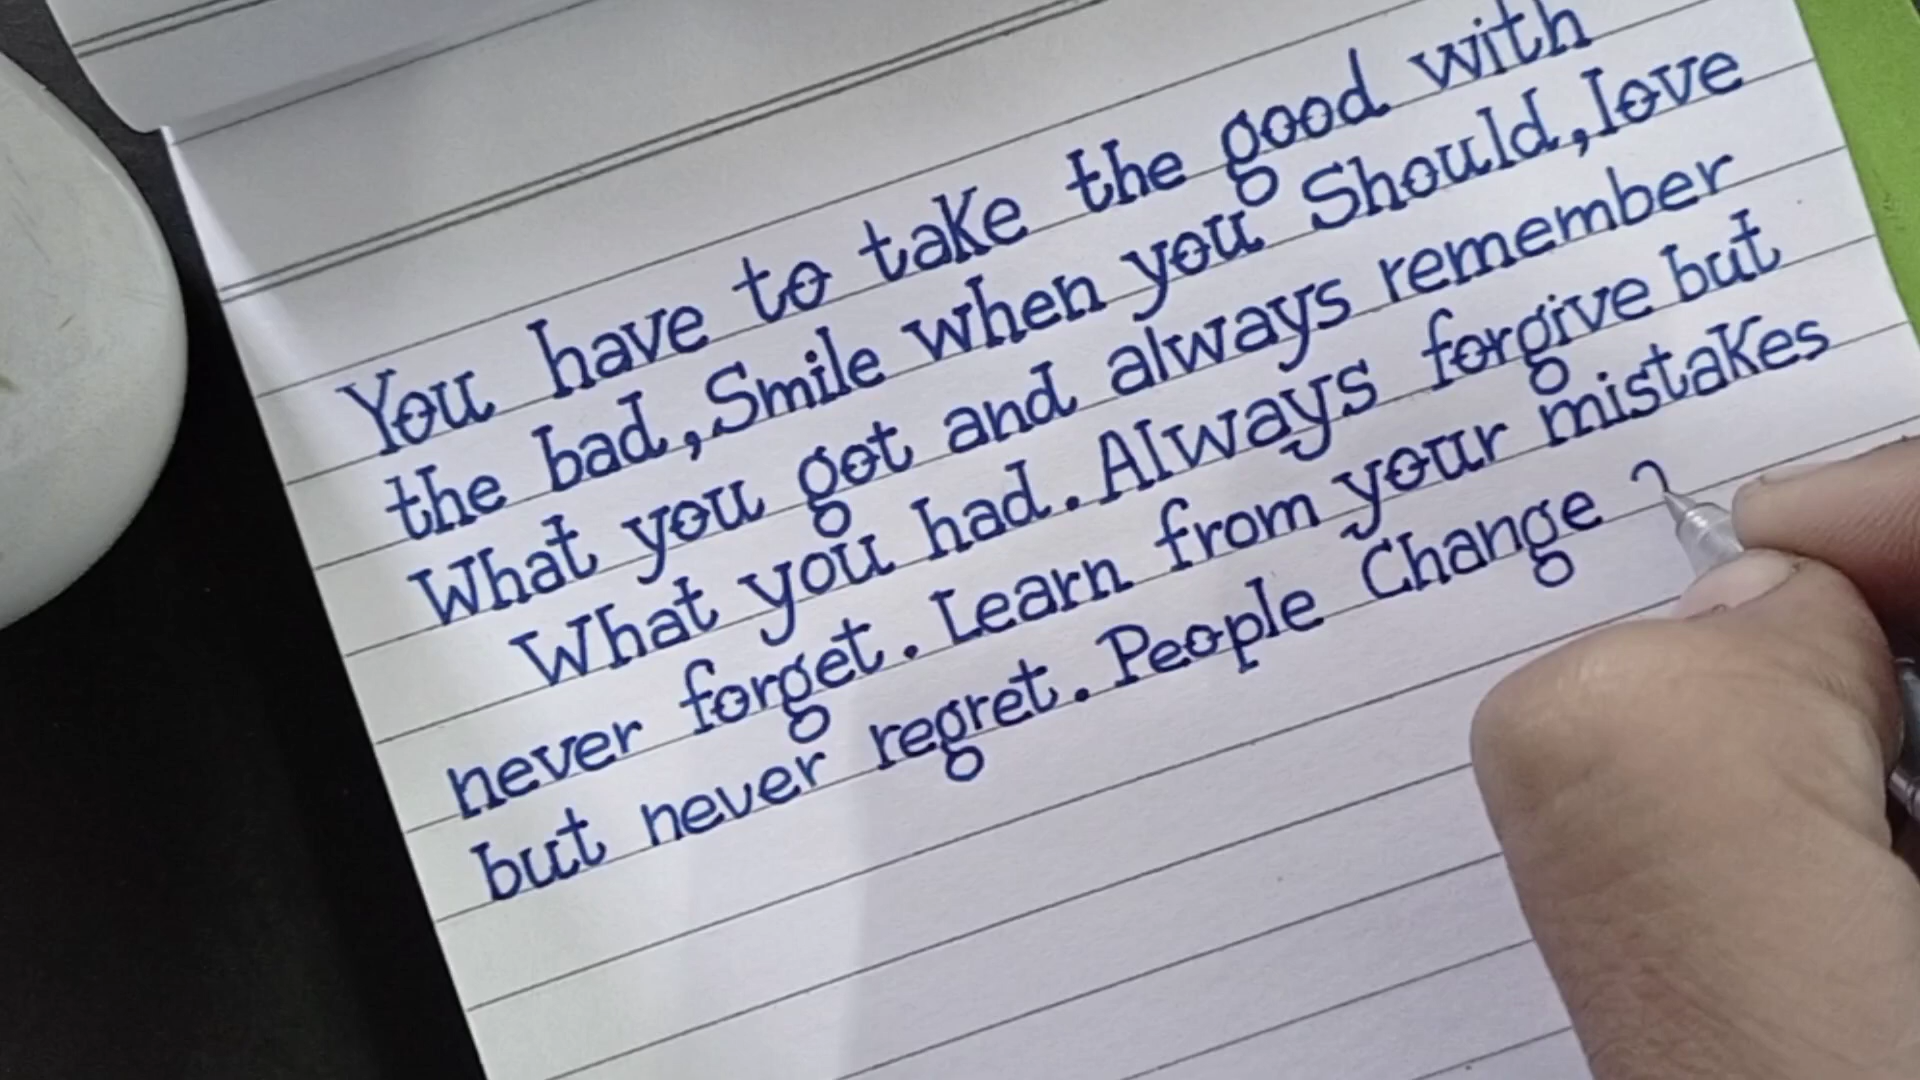 You have to take the good with
the bad, Smile when you Should, love
What you got and always remember
What you had. Always forgive but
never forget. Learn from your mistakes
but never regret. People Change